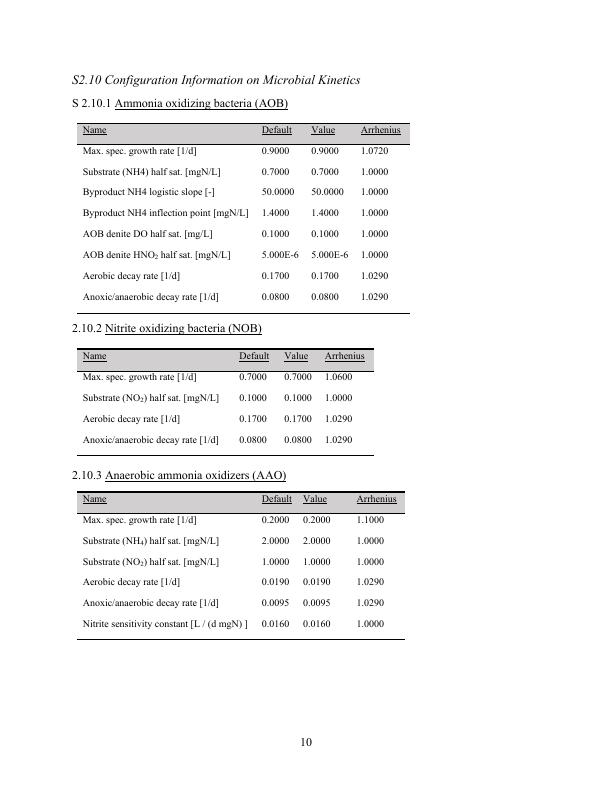 S2.10 Configuration Information on Microbial Kinetics
S 2.10.1 Ammonia oxidizing bacteria (AOB)
Name Default Value Arrhenius
Max. spec. growth rate [1/d] 0.9000 0.9000 1.0720
Substrate (NH4) half sat. [mgN/L] 0.7000 0.7000 1.0000
Byproduct NH4 logistic slope [-] 50.0000 50.0000 1.0000
Byproduct NH4 inflection point [mgN/L] 1.4000 1.4000 1.0000
AOB denite DO half sat. [mg/L] 0.1000 0.1000 1.0000
AOB denite HNO₂ half sat. [mgN/L] 5.000E-6 5.000E-6 1.0000
Aerobic decay rate [1/d] 0.1700 0.1700 1.0290
Anoxic/anaerobic decay rate [1/d] 0.0800 0.0800 1.0290
2.10.2 Nitrite oxidizing bacteria (NOB)
Name Default Value Arrhenius
Max. spec. growth rate [1/d] 0.7000 0.7000 1.0600
Substrate (NO₂) half sat. [mgN/L] 0.1000 0.1000 1.0000
Aerobic decay rate [1/d] 0.1700 0.1700 1.0290
Anoxic/anaerobic decay rate [1/d] 0.0800 0.0800 1.0290
2.10.3 Anaerobic ammonia oxidizers (AAO)
Name Default Value Arrhenius
Max. spec. growth rate [1/d] 0.2000 0.2000 1.1000
Substrate (NH₄) half sat. [mgN/L] 2.0000 2.0000 1.0000
Substrate (NO₂) half sat. [mgN/L] 1.0000 1.0000 1.0000
Aerobic decay rate [1/d] 0.0190 0.0190 1.0290
Anoxic/anaerobic decay rate [1/d] 0.0095 0.0095 1.0290
Nitrite sensitivity constant [L / (d mgN) ] 0.0160 0.0160 1.0000
10